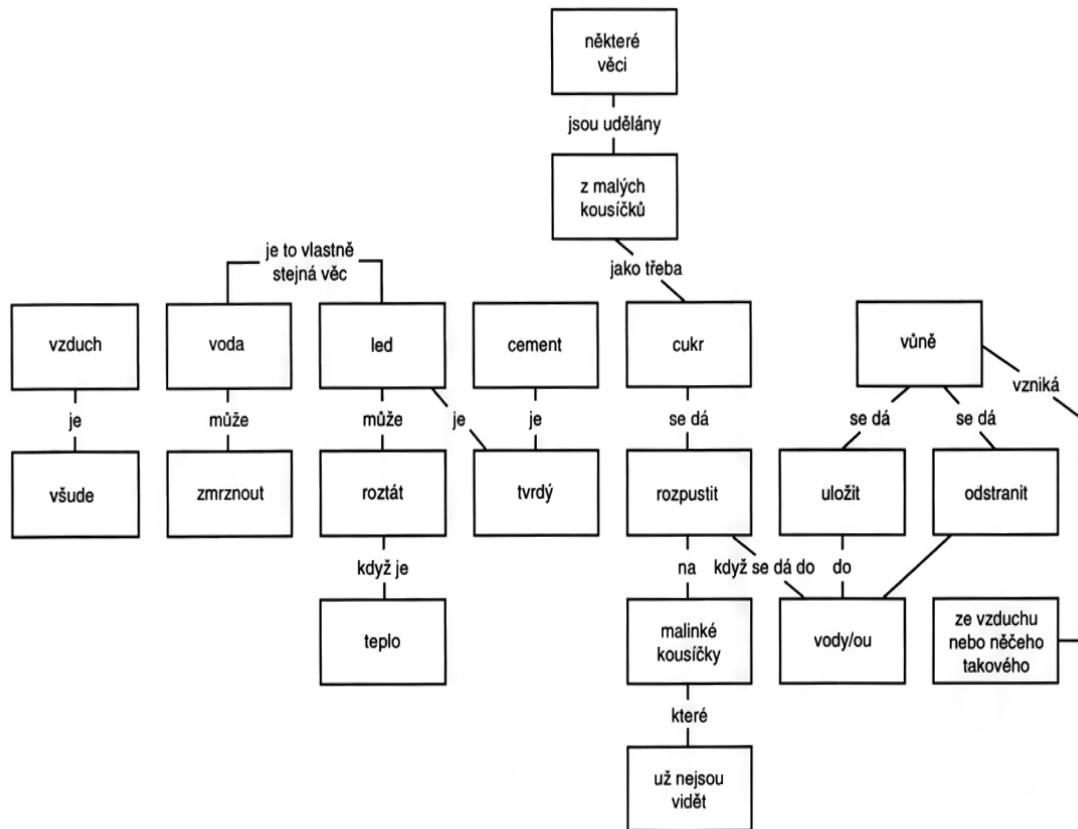 některé
věci
jsou udělány
z malých
kousíčků
je to vlastně
stejná věc
jako třeba
vzduch
voda
led
cement
cukr
vůně
vzniká
je
může
může
je
je
se dá
se dá
se dá
všude
zmrznout
roztát
tvrdý
rozpustit
uložit
odstranit
když je
na
když se dá do
do
teplo
malinké
kousíčky
vody/ou
ze vzduchu
nebo něčeho
takového
které
už nejsou
vidět